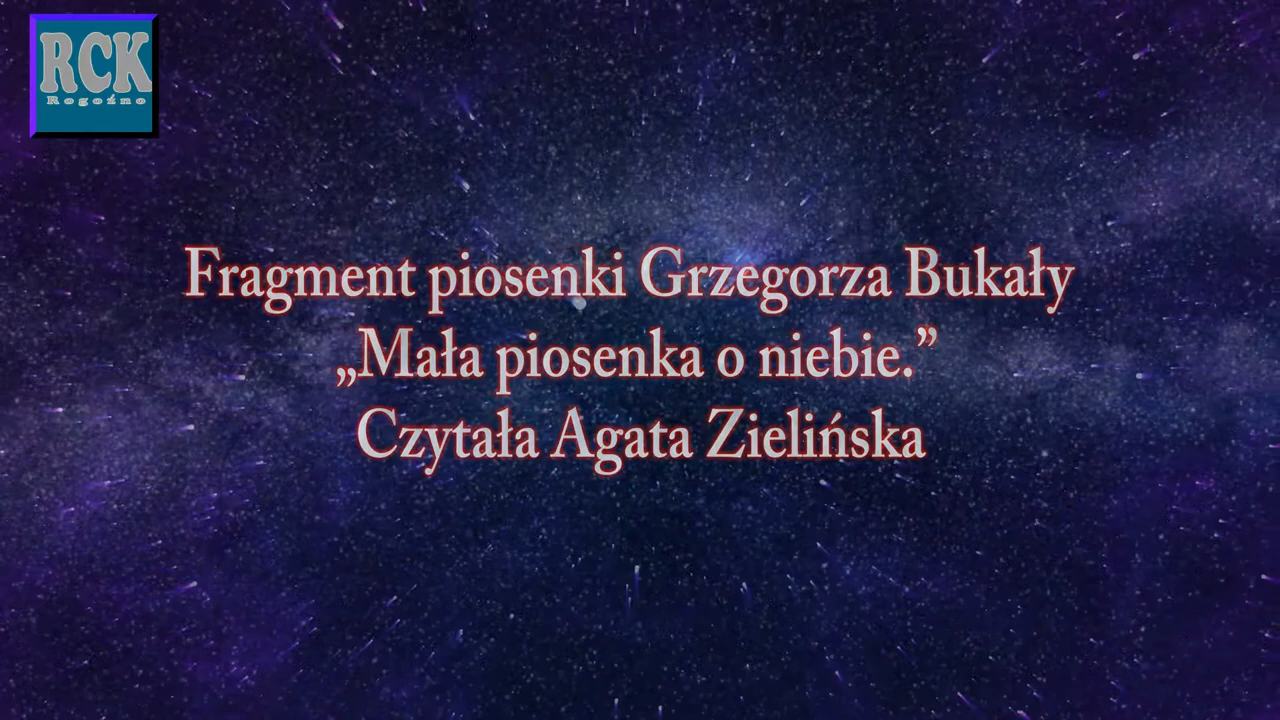 RCK
Rogoźno
Fragment piosenki Grzegorza Bukały
„Mała piosenka o niebie.”
Czytała Agata Zielińska